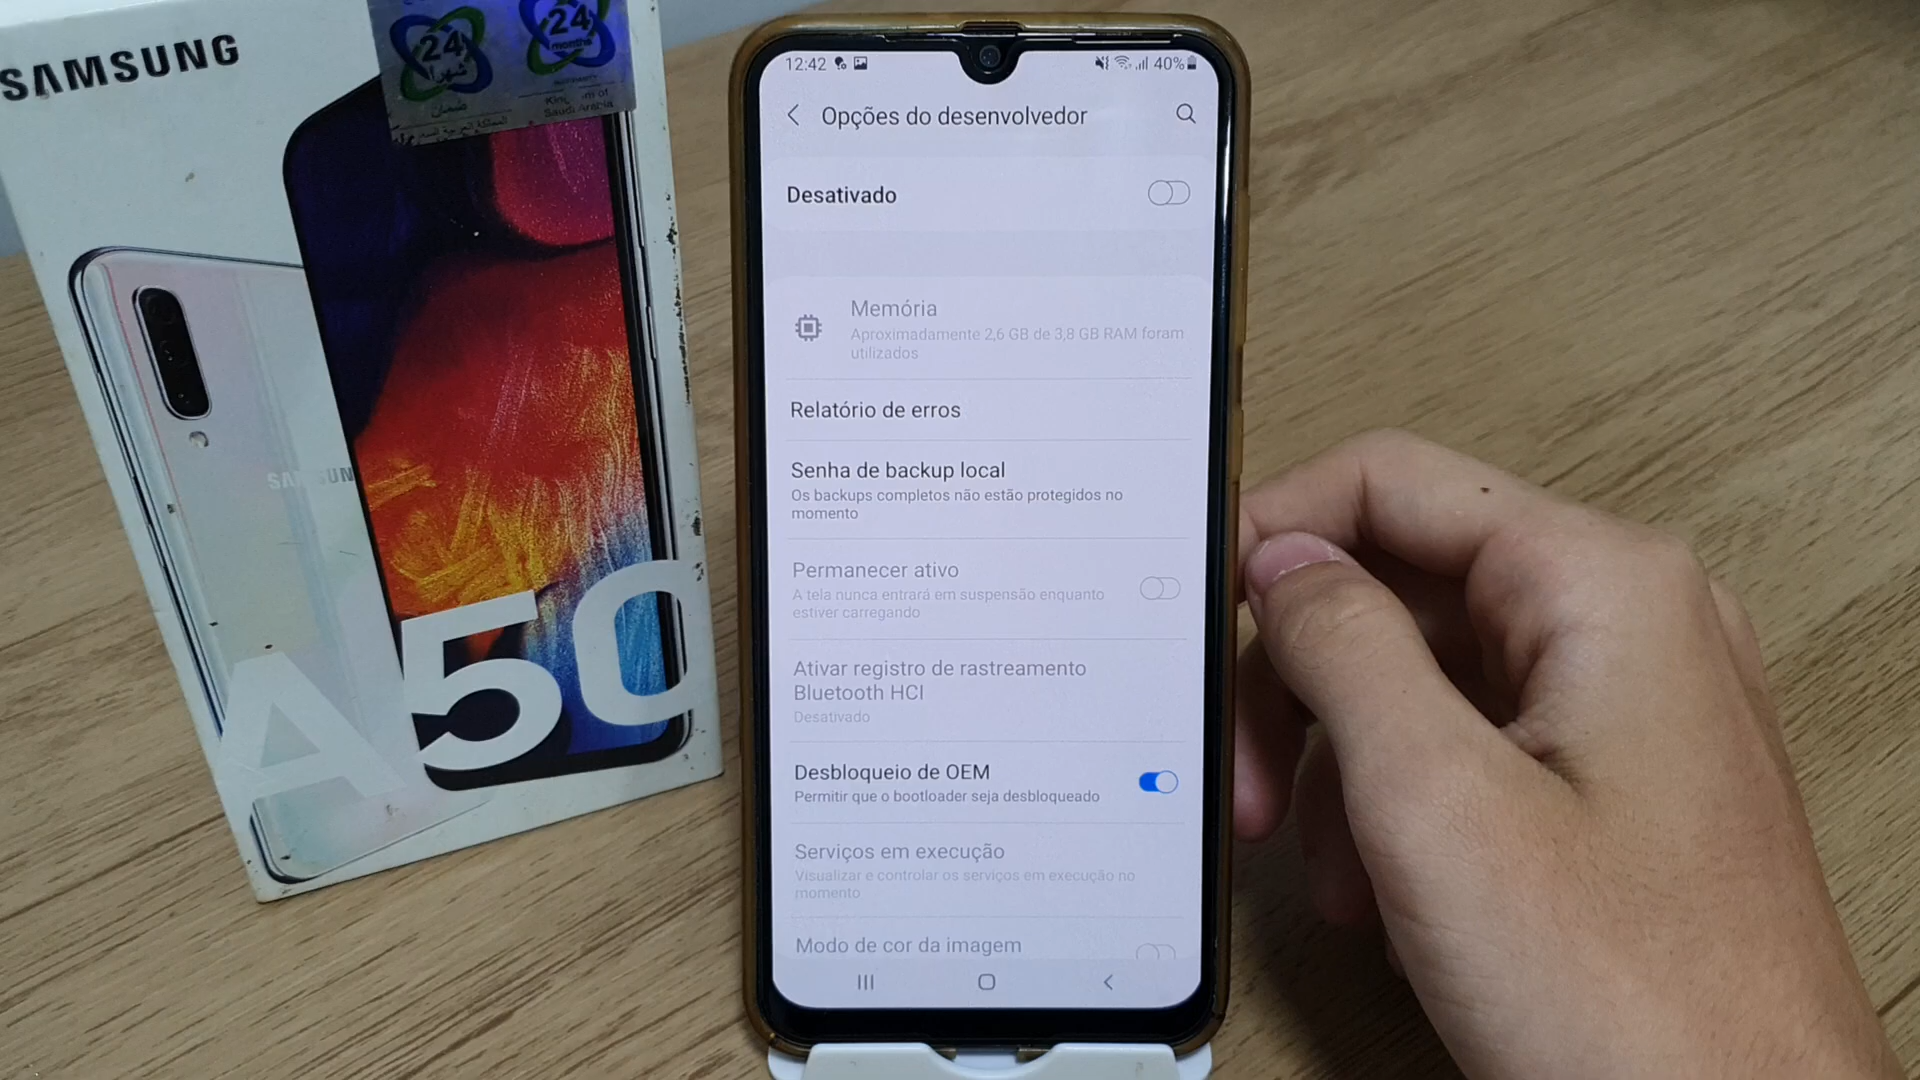 SAMSUNG
24
شهرا
ضمان
24
months
Saudi Arabia
SAMSUN
A50
12:42
40%
Opções do desenvolvedor
Desativado
Memória
Aproximadamente 2,6 GB de 3,8 GB RAM foram
utilizados
Relatório de erros
Senha de backup local
Os backups completos não estão protegidos no
momento
Permanecer ativo
A tela nunca entrará em suspensão enquanto
estiver carregando
Ativar registro de rastreamento
Bluetooth HCI
Desativado
Desbloqueio de OEM
Permitir que o bootloader seja desbloqueado
Serviços em execução
Visualizar e controlar os serviços em execução no
momento
Modo de cor da imagem